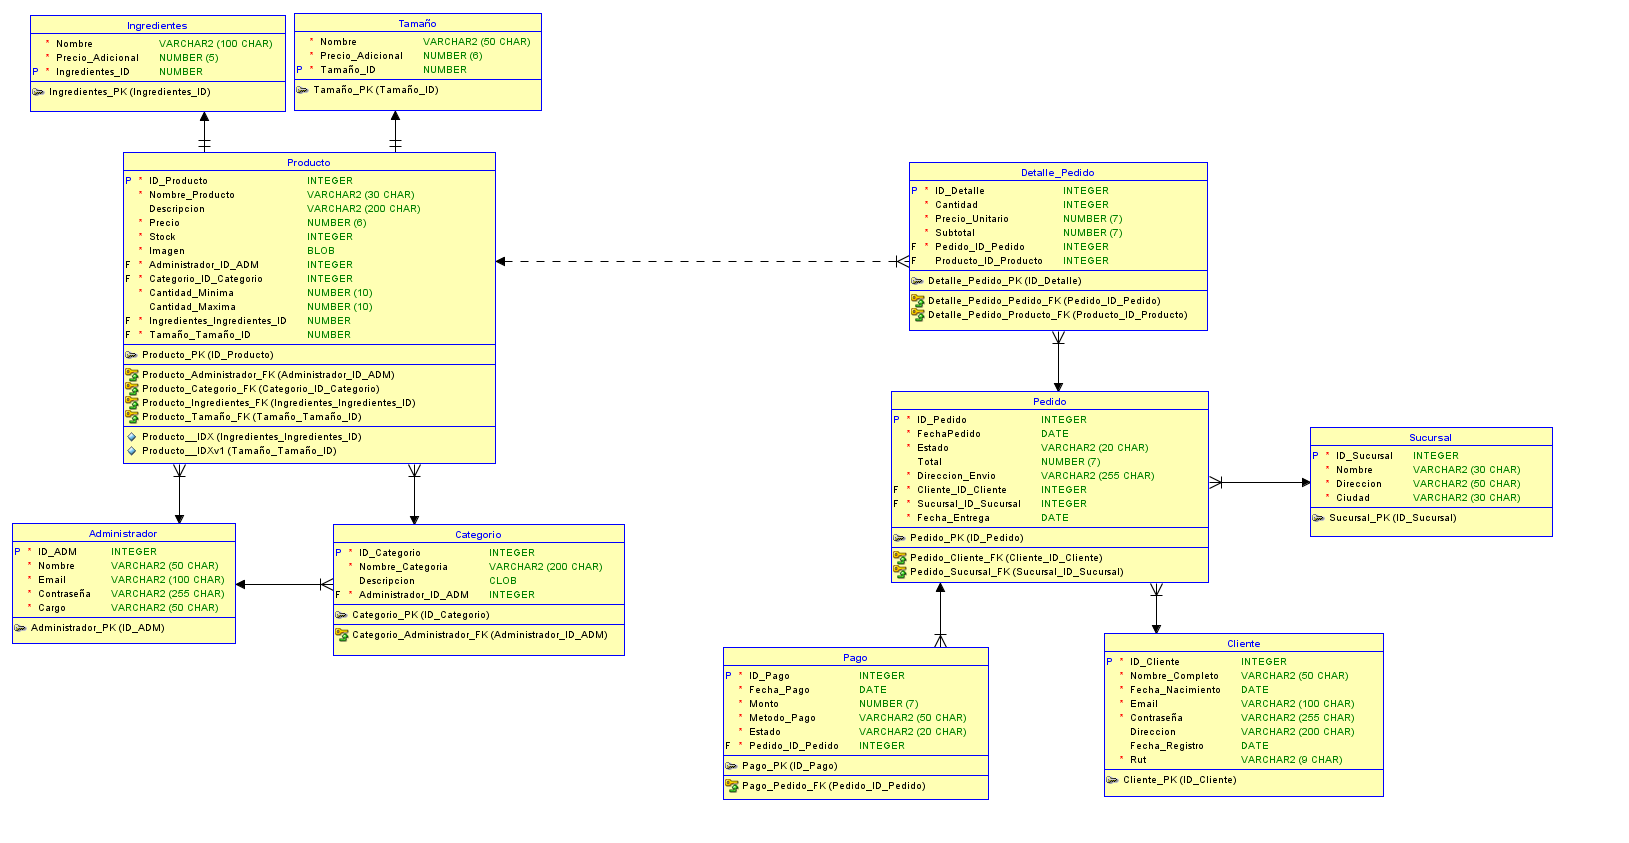 Ingredientes
* Nombre VARCHAR2 (100 CHAR)
* Precio_Adicional NUMBER (5)
P * Ingredientes_ID NUMBER
Ingredientes_PK (Ingredientes_ID)
Tamaño
* Nombre VARCHAR2 (50 CHAR)
* Precio_Adicional NUMBER (6)
P * Tamaño_ID NUMBER
Tamaño_PK (Tamaño_ID)
Producto
P * ID_Producto INTEGER
* Nombre_Producto VARCHAR2 (30 CHAR)
Descripcion VARCHAR2 (200 CHAR)
* Precio NUMBER (6)
* Stock INTEGER
* Imagen BLOB
F * Administrador_ID_ADM INTEGER
F * Categorio_ID_Categorio INTEGER
* Cantidad_Minima NUMBER (10)
Cantidad_Maxima NUMBER (10)
F * Ingredientes_Ingredientes_ID NUMBER
F * Tamaño_Tamaño_ID NUMBER
Producto_PK (ID_Producto)
Producto_Administrador_FK (Administrador_ID_ADM)
Producto_Categorio_FK (Categorio_ID_Categorio)
Producto_Ingredientes_FK (Ingredientes_Ingredientes_ID)
Producto_Tamaño_FK (Tamaño_Tamaño_ID)
Producto__IDX (Ingredientes_Ingredientes_ID)
Producto__IDXv1 (Tamaño_Tamaño_ID)
Detalle_Pedido
P * ID_Detalle INTEGER
* Cantidad INTEGER
* Precio_Unitario NUMBER (7)
* Subtotal NUMBER (7)
F * Pedido_ID_Pedido INTEGER
F Producto_ID_Producto INTEGER
Detalle_Pedido_PK (ID_Detalle)
Detalle_Pedido_Pedido_FK (Pedido_ID_Pedido)
Detalle_Pedido_Producto_FK (Producto_ID_Producto)
Pedido
P * ID_Pedido INTEGER
* FechaPedido DATE
* Estado VARCHAR2 (20 CHAR)
Total NUMBER (7)
* Direccion_Envio VARCHAR2 (255 CHAR)
F * Cliente_ID_Cliente INTEGER
F * Sucursal_ID_Sucursal INTEGER
* Fecha_Entrega DATE
Pedido_PK (ID_Pedido)
Pedido_Cliente_FK (Cliente_ID_Cliente)
Pedido_Sucursal_FK (Sucursal_ID_Sucursal)
Sucursal
P * ID_Sucursal INTEGER
* Nombre VARCHAR2 (30 CHAR)
* Direccion VARCHAR2 (50 CHAR)
* Ciudad VARCHAR2 (30 CHAR)
Sucursal_PK (ID_Sucursal)
Administrador
P * ID_ADM INTEGER
* Nombre VARCHAR2 (50 CHAR)
* Email VARCHAR2 (100 CHAR)
* Contraseña VARCHAR2 (255 CHAR)
* Cargo VARCHAR2 (50 CHAR)
Administrador_PK (ID_ADM)
Categorio
P * ID_Categorio INTEGER
* Nombre_Categoria VARCHAR2 (200 CHAR)
Descripcion CLOB
F * Administrador_ID_ADM INTEGER
Categorio_PK (ID_Categorio)
Categorio_Administrador_FK (Administrador_ID_ADM)
Pago
P * ID_Pago INTEGER
* Fecha_Pago DATE
* Monto NUMBER (7)
* Metodo_Pago VARCHAR2 (50 CHAR)
* Estado VARCHAR2 (20 CHAR)
F * Pedido_ID_Pedido INTEGER
Pago_PK (ID_Pago)
Pago_Pedido_FK (Pedido_ID_Pedido)
Cliente
P * ID_Cliente INTEGER
* Nombre_Completo VARCHAR2 (50 CHAR)
* Fecha_Nacimiento DATE
* Email VARCHAR2 (100 CHAR)
* Contraseña VARCHAR2 (255 CHAR)
Direccion VARCHAR2 (200 CHAR)
Fecha_Registro DATE
* Rut VARCHAR2 (9 CHAR)
Cliente_PK (ID_Cliente)